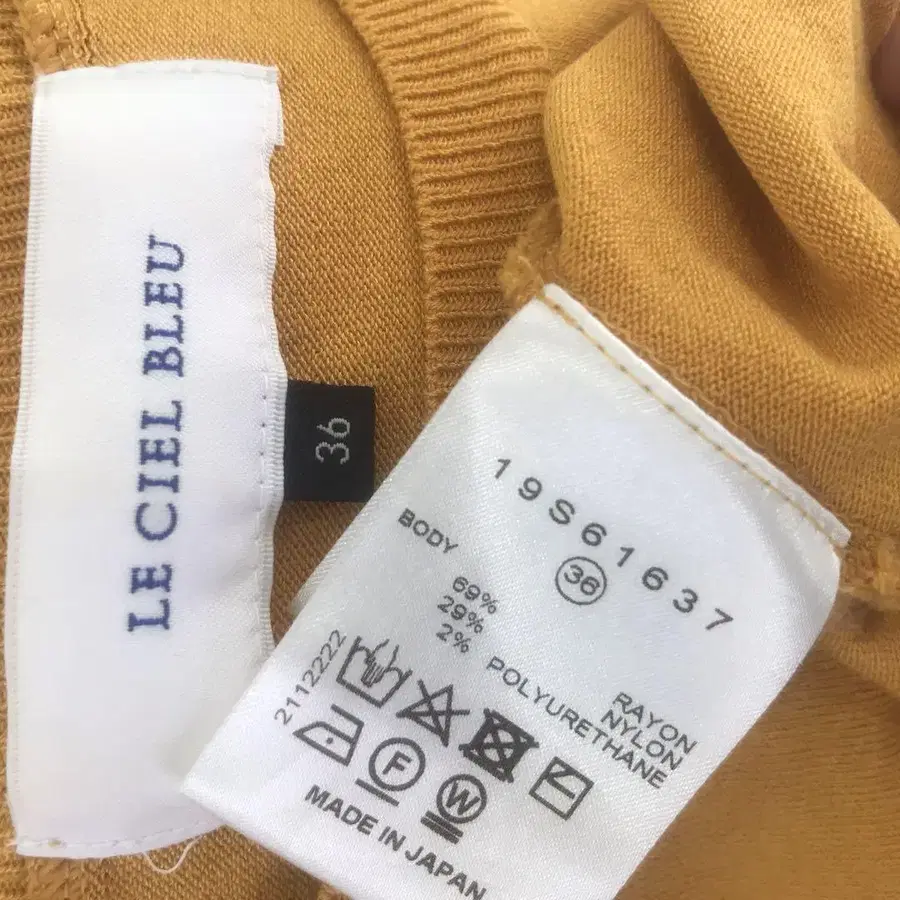 LE CIEL BLEU
36
19S61637
36
BODY
69% RAYON
29% NYLON
2% POLYURETHANE
2112222
F
W
MADE IN JAPAN